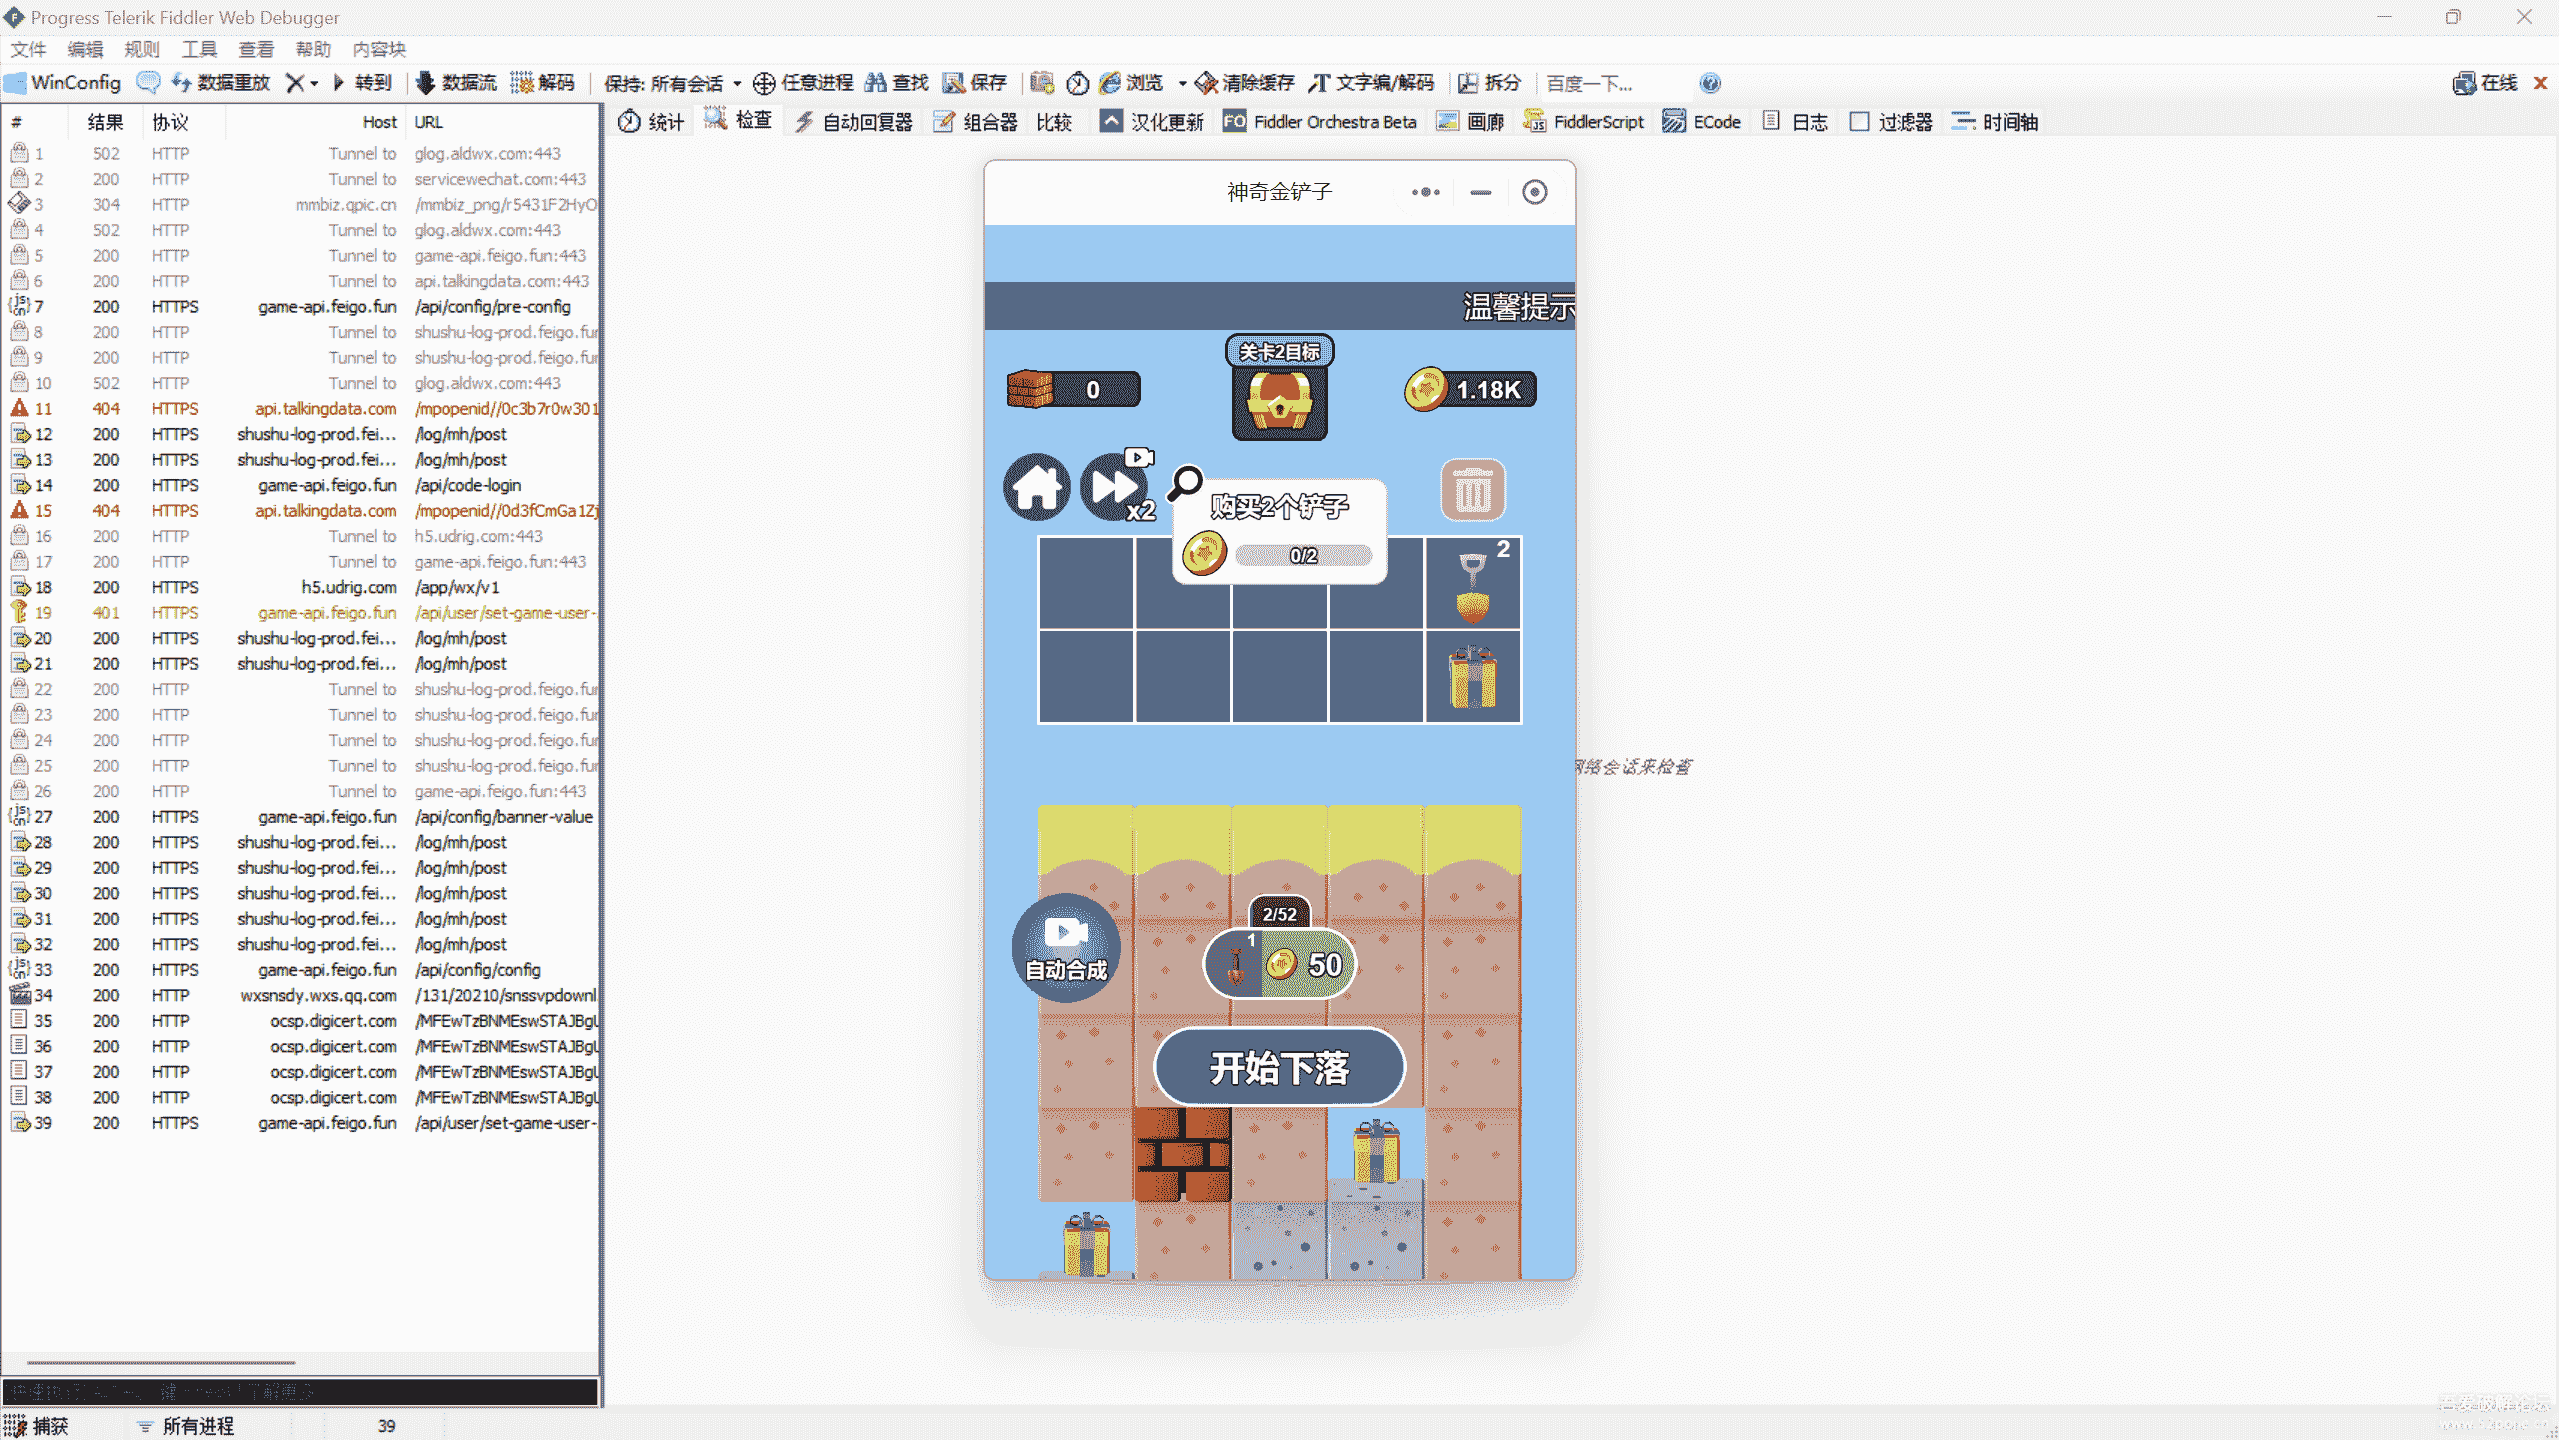 Progress Telerik Fiddler Web Debugger
文件 编辑 规则 工具 查看 帮助 内容块
WinConfig 数据重放 转到 数据流 解码 保持: 所有会话 任意进程 查找 保存 浏览 清除缓存 文字编/解码 拆分 百度一下... 在线
# 结果 协议 Host URL
1 502 HTTP Tunnel to glog.aldwx.com:443
2 200 HTTP Tunnel to servicewechat.com:443
3 304 HTTP mmbiz.qpic.cn /mmbiz_png/r5431F2HyO
4 502 HTTP Tunnel to glog.aldwx.com:443
5 200 HTTP Tunnel to game-api.feigo.fun:443
6 200 HTTP Tunnel to api.talkingdata.com:443
7 200 HTTPS game-api.feigo.fun /api/config/pre-config
8 200 HTTP Tunnel to shushu-log-prod.feigo.fur
9 200 HTTP Tunnel to shushu-log-prod.feigo.fur
10 502 HTTP Tunnel to glog.aldwx.com:443
11 404 HTTPS api.talkingdata.com /mpopenid//0c3b7r0w301
12 200 HTTPS shushu-log-prod.fei... /log/mh/post
13 200 HTTPS shushu-log-prod.fei... /log/mh/post
14 200 HTTPS game-api.feigo.fun /api/code-login
15 404 HTTPS api.talkingdata.com /mpopenid//0d3fCmGa1Zj
16 200 HTTP Tunnel to h5.udrig.com:443
17 200 HTTP Tunnel to game-api.feigo.fun:443
18 200 HTTPS h5.udrig.com /app/wx/v1
19 401 HTTPS game-api.feigo.fun /api/user/set-game-user-
20 200 HTTPS shushu-log-prod.fei... /log/mh/post
21 200 HTTPS shushu-log-prod.fei... /log/mh/post
22 200 HTTP Tunnel to shushu-log-prod.feigo.fur
23 200 HTTP Tunnel to shushu-log-prod.feigo.fur
24 200 HTTP Tunnel to shushu-log-prod.feigo.fur
25 200 HTTP Tunnel to shushu-log-prod.feigo.fur
26 200 HTTP Tunnel to game-api.feigo.fun:443
27 200 HTTPS game-api.feigo.fun /api/config/banner-value
28 200 HTTPS shushu-log-prod.fei... /log/mh/post
29 200 HTTPS shushu-log-prod.fei... /log/mh/post
30 200 HTTPS shushu-log-prod.fei... /log/mh/post
31 200 HTTPS shushu-log-prod.fei... /log/mh/post
32 200 HTTPS shushu-log-prod.fei... /log/mh/post
33 200 HTTPS game-api.feigo.fun /api/config/config
34 200 HTTP wxsnsdy.wxs.qq.com /131/20210/snssvpdownl
35 200 HTTP ocsp.digicert.com /MFEwTzBNMEswSTAJBgU
36 200 HTTP ocsp.digicert.com /MFEwTzBNMEswSTAJBgU
37 200 HTTP ocsp.digicert.com /MFEwTzBNMEswSTAJBgU
38 200 HTTP ocsp.digicert.com /MFEwTzBNMEswSTAJBgU
39 200 HTTPS game-api.feigo.fun /api/user/set-game-user-
捕获 所有进程 39
统计 检查 自动回复器 组合器 比较 汉化更新 FO Fiddler Orchestra Beta 画廊 FiddlerScript ECode 日志 过滤器 时间轴
神奇金铲子
温馨提示
关卡2目标
0 1.18K
x2
购买2个铲子
0/2
2
网络会话来检查
2/52
1 50
自动合成
开始下落